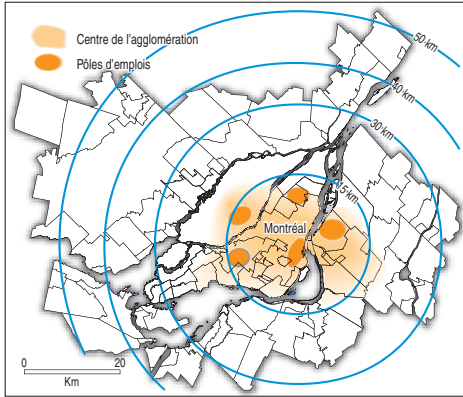 Centre de l'agglomération
Pôles d'emplois
50 km
40 km
30 km
15 km
Montréal
0 20
Km